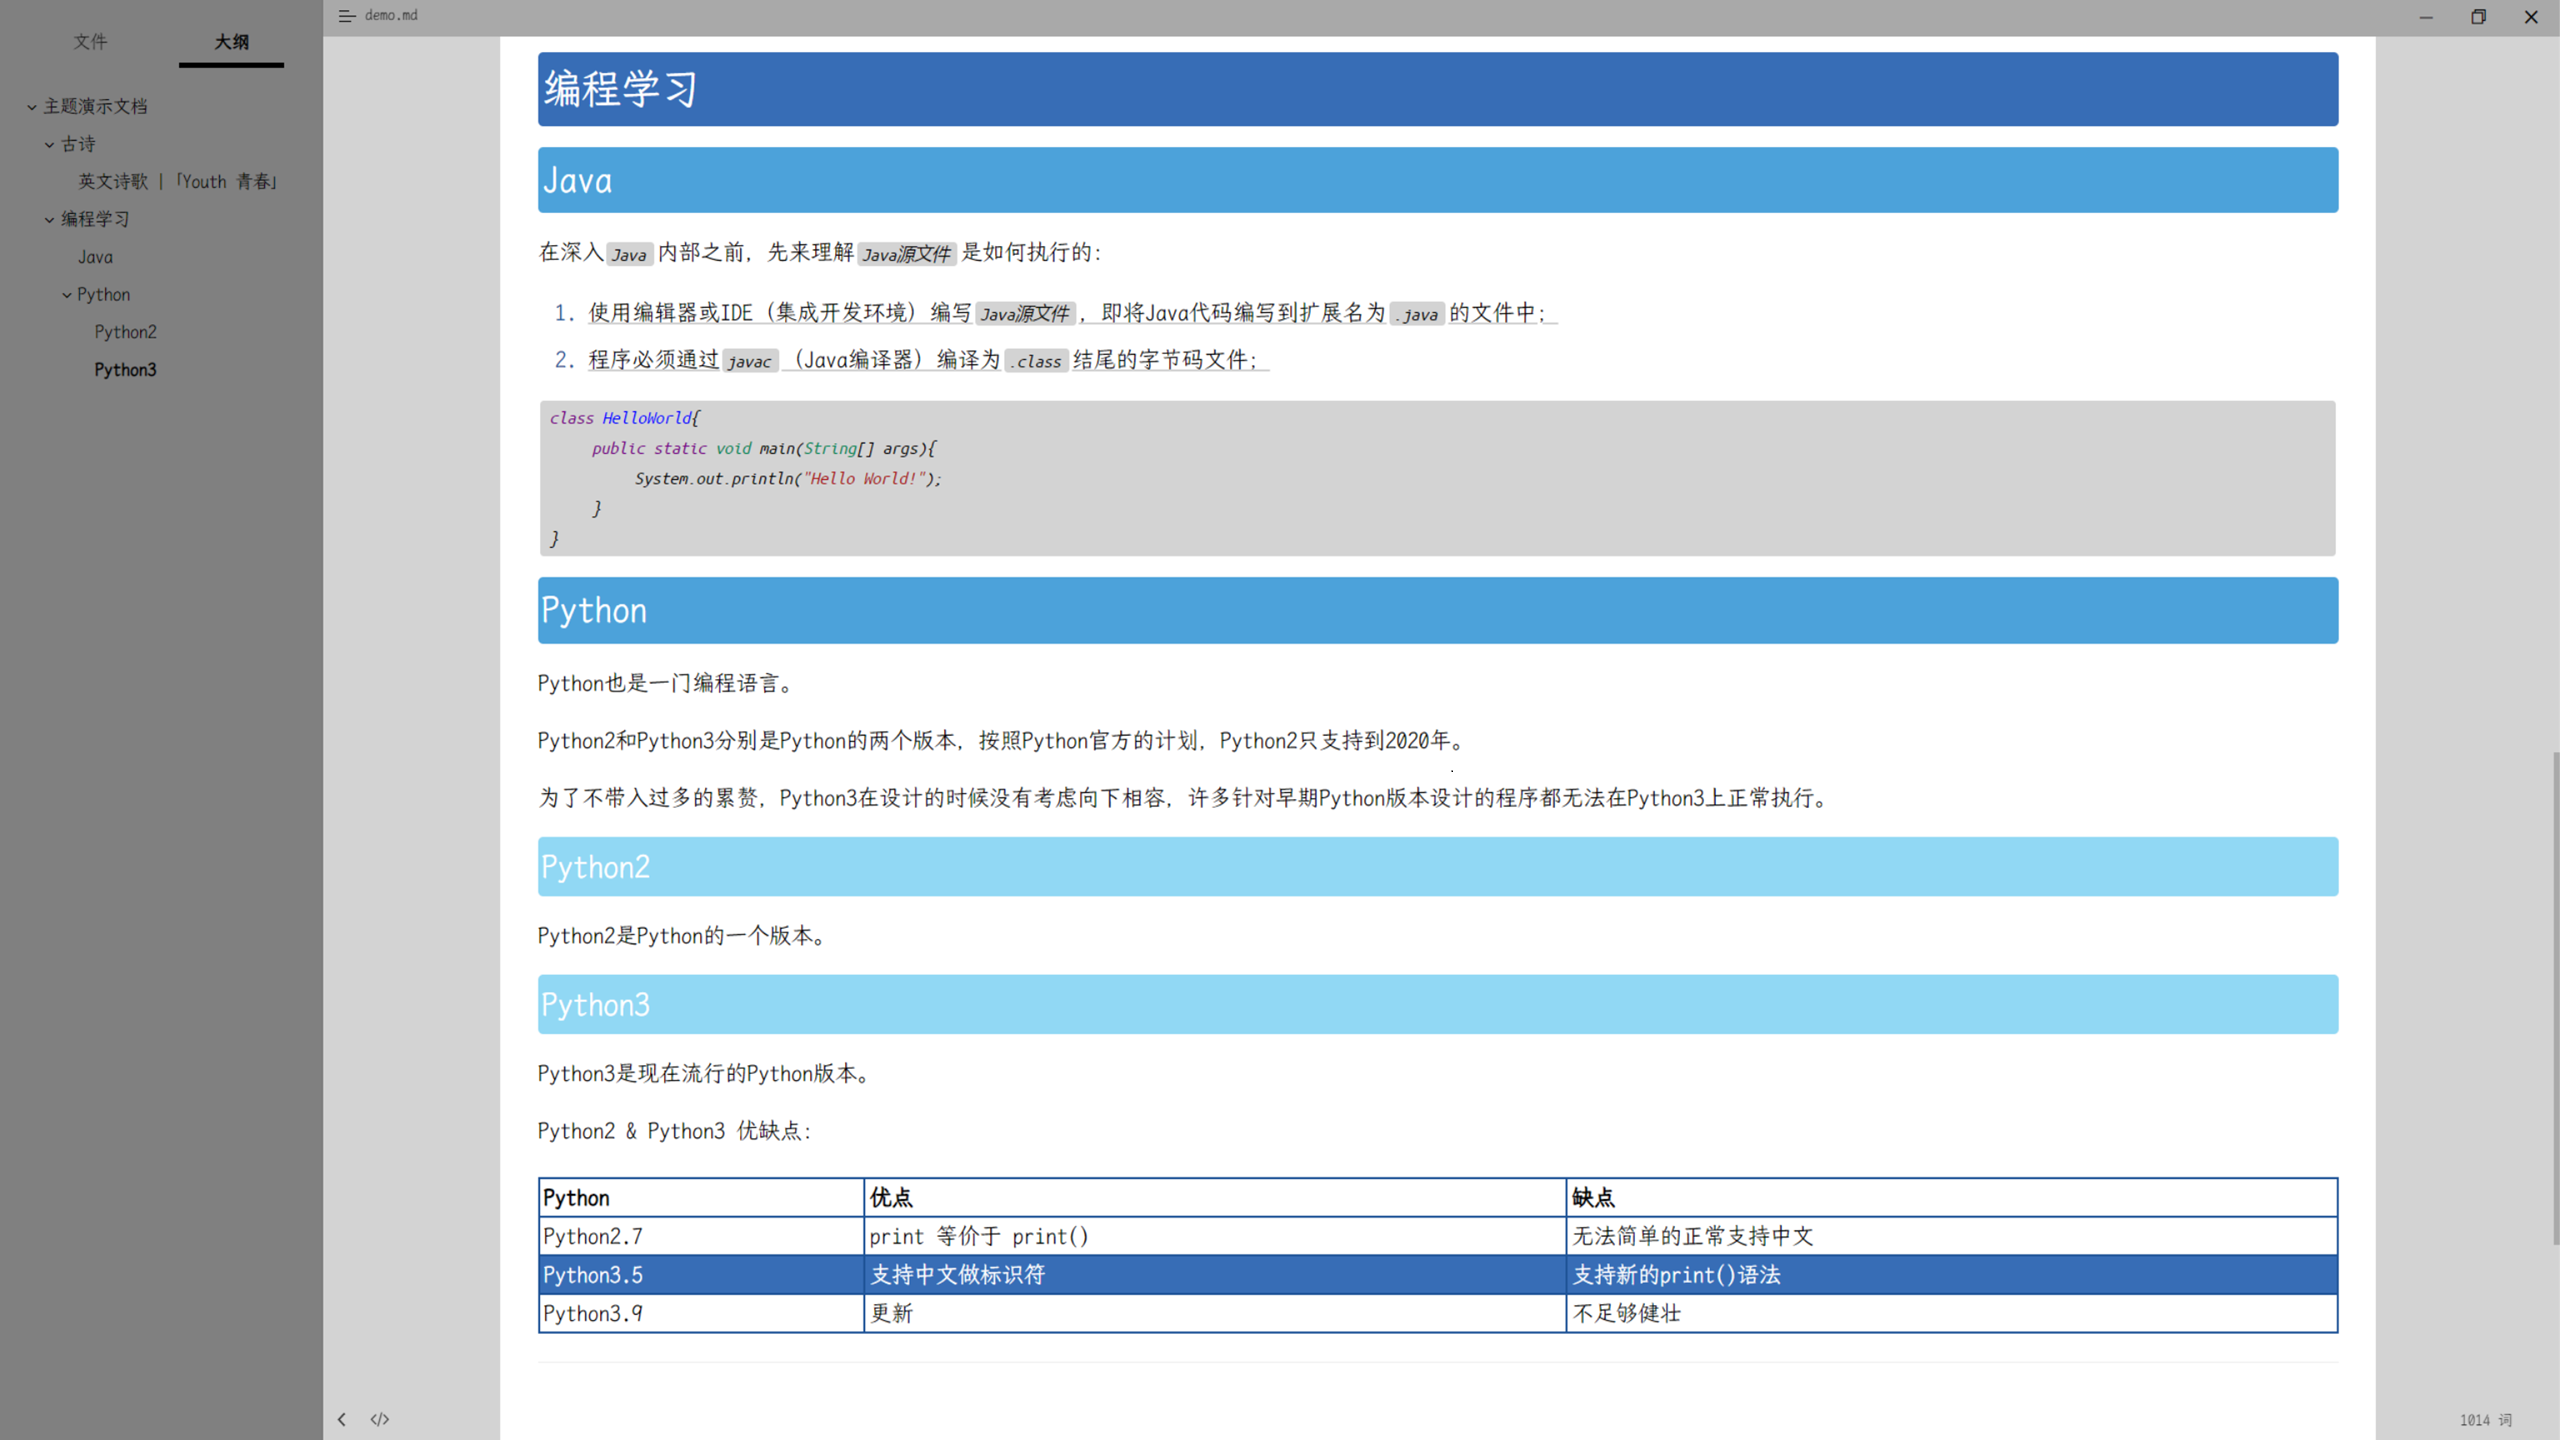 文件 大纲
主题演示文档
古诗
英文诗歌 |「Youth 青春」
编程学习
Java
Python
Python2
Python3
demo.md
编程学习
Java
在深入 Java 内部之前，先来理解 Java源文件 是如何执行的：
1. 使用编辑器或IDE（集成开发环境）编写 Java源文件 ，即将Java代码编写到扩展名为 .java 的文件中；
2. 程序必须通过 javac （Java编译器）编译为 .class 结尾的字节码文件；
class HelloWorld{
public static void main(String[] args){
System.out.println("Hello World!");
}
}
Python
Python也是一门编程语言。
Python2和Python3分别是Python的两个版本，按照Python官方的计划，Python2只支持到2020年。
为了不带入过多的累赘，Python3在设计的时候没有考虑向下相容，许多针对早期Python版本设计的程序都无法在Python3上正常执行。
Python2
Python2是Python的一个版本。
Python3
Python3是现在流行的Python版本。
Python2 & Python3 优缺点：
Python 优点 缺点
Python2.7 print 等价于 print() 无法简单的正常支持中文
Python3.5 支持中文做标识符 支持新的print()语法
Python3.9 更新 不足够健壮
1014 词